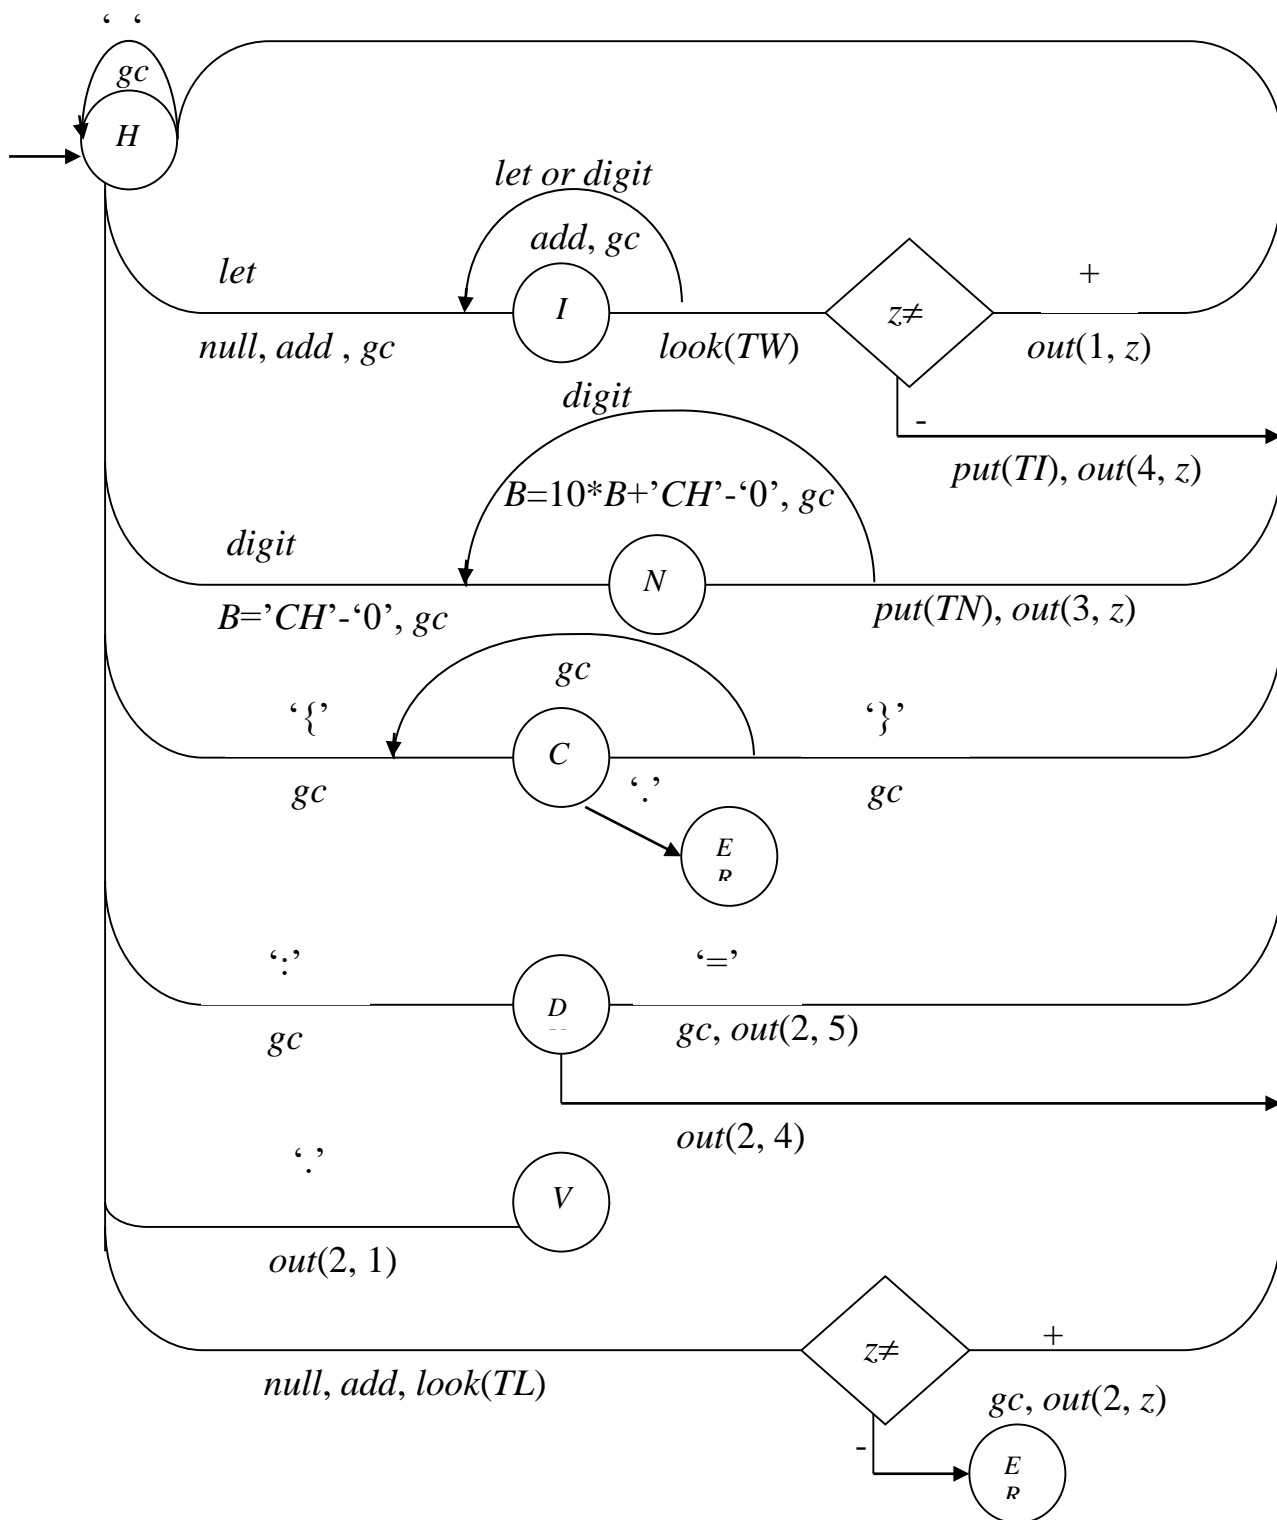 ‘ ‘
gc
H
let or digit
add, gc
let
I
z≠
+
null, add , gc
look(TW)
out(1, z)
digit
-
put(TI), out(4, z)
B=10*B+’CH’-‘0’, gc
digit
N
B=’CH’-‘0’, gc
put(TN), out(3, z)
gc
‘{’
‘}’
C
gc
‘.’
gc
E
R
‘:’
‘=’
D
gc
gc, out(2, 5)
out(2, 4)
‘.’
V
out(2, 1)
z≠
+
null, add, look(TL)
gc, out(2, z)
-
E
R